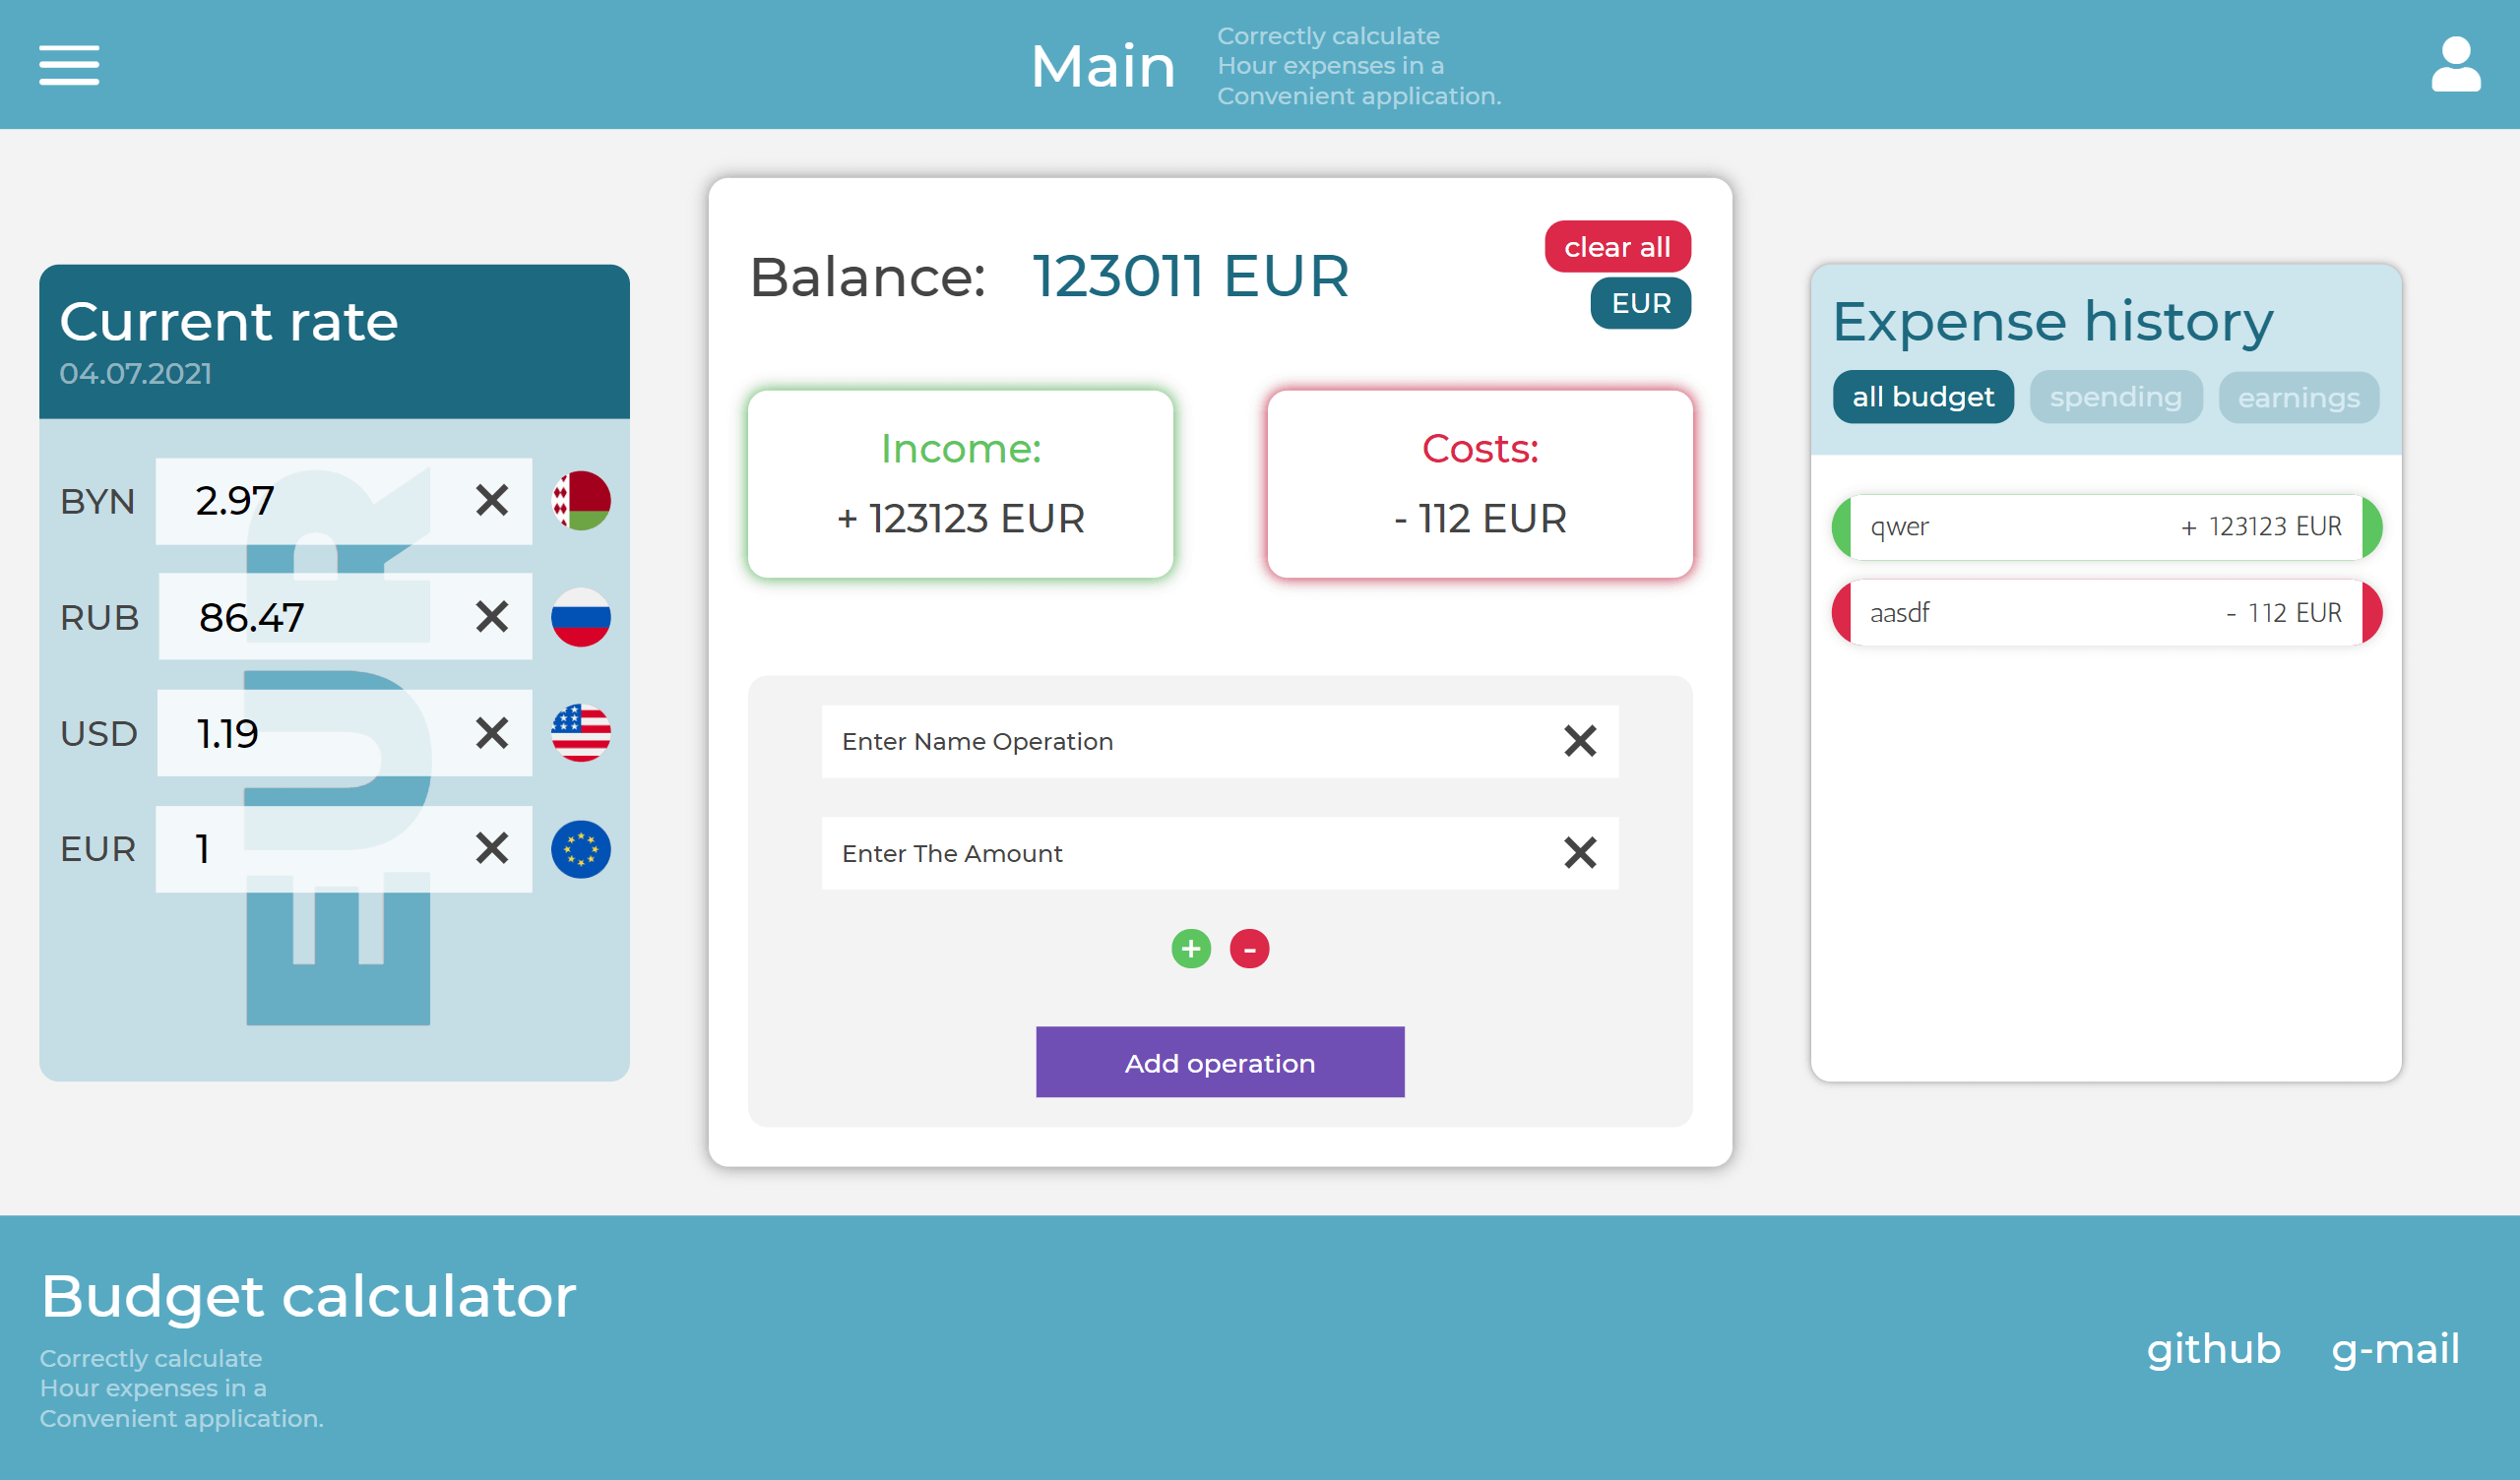 Main
Correctly calculate
Hour expenses in a
Convenient application.
Current rate
04.07.2021
BYN 2.97
RUB 86.47
USD 1.19
EUR 1
EUR
Balance: 123011 EUR
clear all
EUR
Income:
+ 123123 EUR
Costs:
- 112 EUR
Enter Name Operation
Enter The Amount
+ -
Add operation
Expense history
all budget spending earnings
qwer + 123123 EUR
aasdf - 112 EUR
Budget calculator
Correctly calculate
Hour expenses in a
Convenient application.
github g-mail